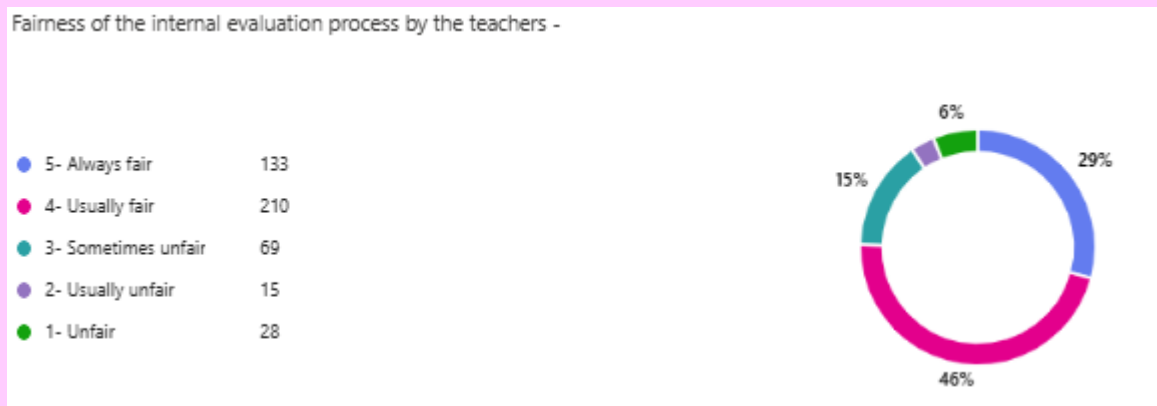 Fairness of the internal evaluation process by the teachers -
5- Always fair 133
4- Usually fair 210
3- Sometimes unfair 69
2- Usually unfair 15
1- Unfair 28
6%
29%
15%
46%